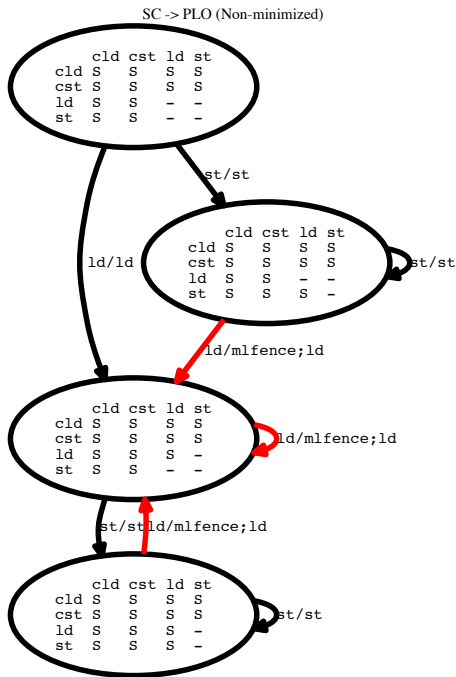 SC -> PLO (Non-minimized)
cld cst ld st
cld S S S S
cst S S S S
ld S S - -
st S S - -
st/st
cld cst ld st
cld S S S S
cst S S S S
ld S S - -
st S S S -
st/st
ld/ld
ld/mlfence;ld
cld cst ld st
cld S S S S
cst S S S S
ld S S S -
st S S - -
ld/mlfence;ld
st/st
ld/mlfence;ld
cld cst ld st
cld S S S S
cst S S S S
ld S S S -
st S S S -
st/st